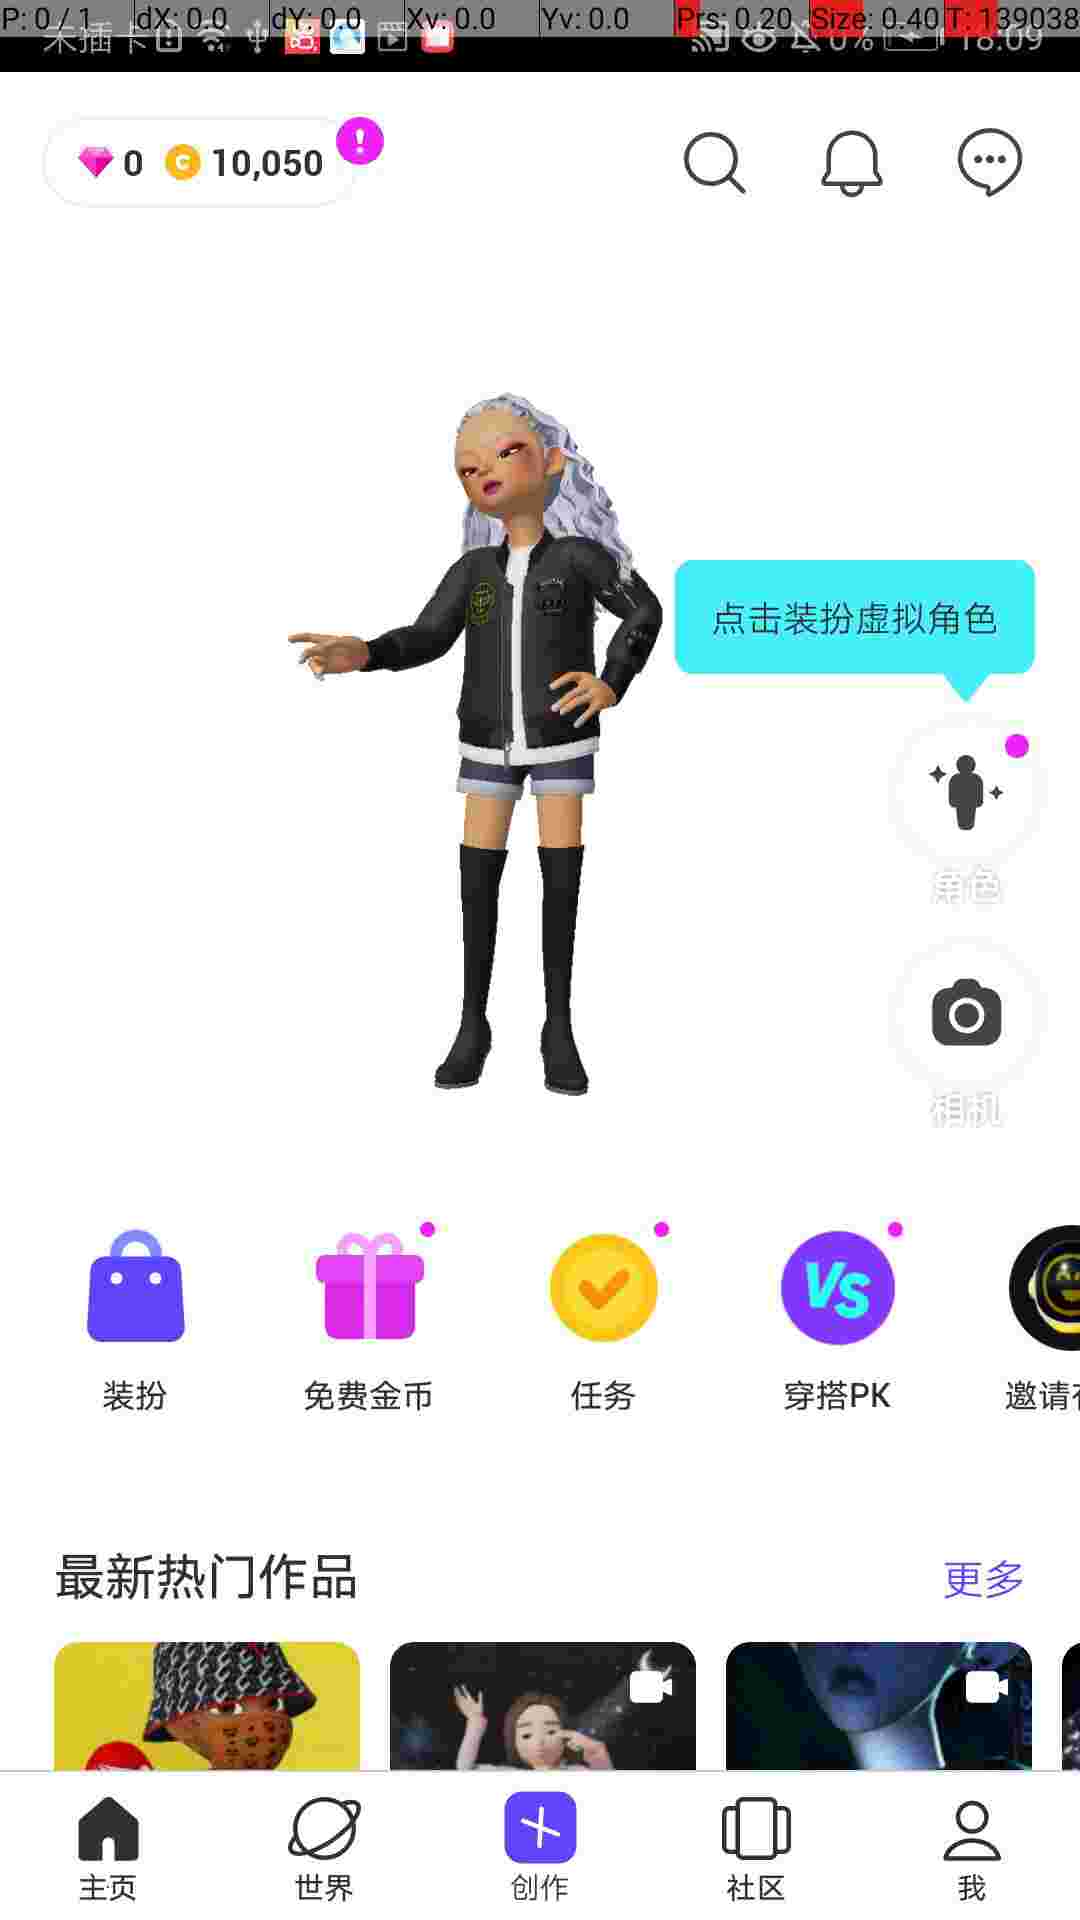 P: 0 / 1 dX: 0.0 dY: 0.0 Xv: 0.0 Yv: 0.0 Prs: 0.20 Size: 0.40 T: 139038
未插卡 0% 18:09
0 10,050
点击装扮虚拟角色
角色
相机
装扮 免费金币 任务 穿搭PK 邀请
最新热门作品 更多
主页 世界 创作 社区 我